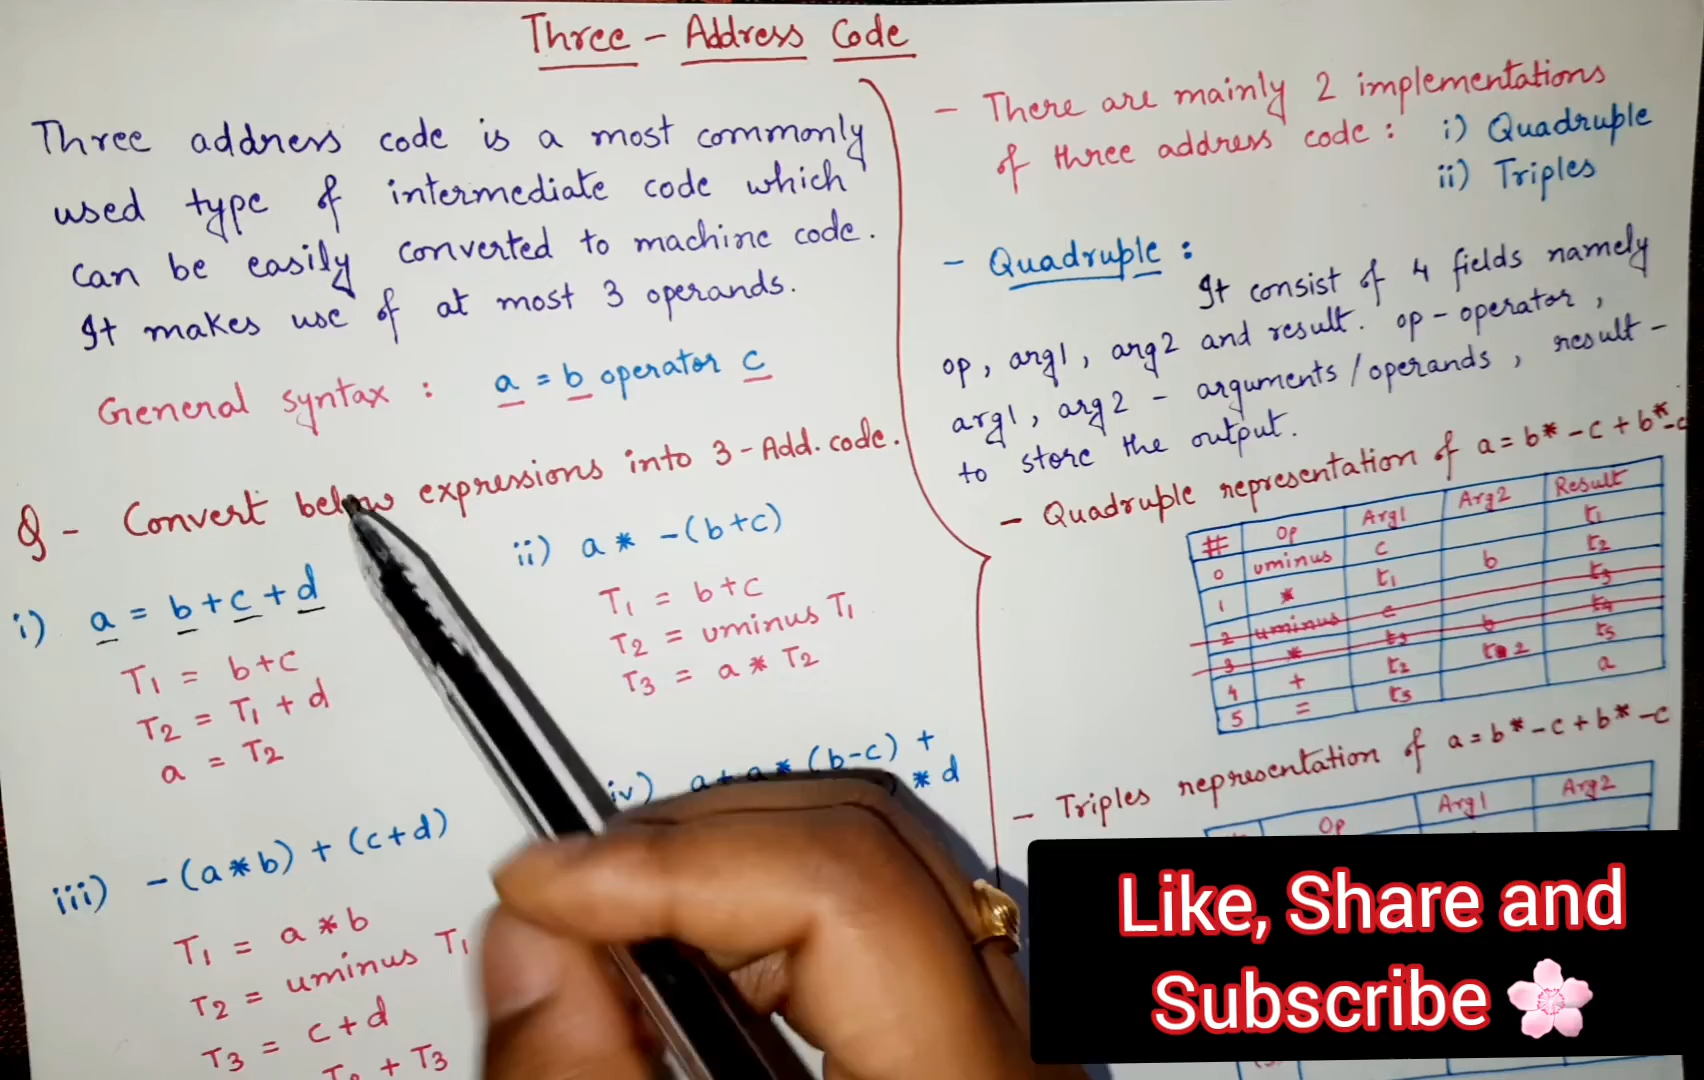 Three - Address Code
Three address code is a most commonly
used type of intermediate code which
can be easily converted to machine code.
It makes use of at most 3 operands.
General syntax : a = b operator c
Q - Convert below expressions into 3-Add. code.
i) a = b + c + d
T1 = b+c
T2 = T1 + d
a = T2
ii) a * -(b+c)
T1 = b+c
T2 = uminus T1
T3 = a * T2
iii) -(a*b) + (c+d)
T1 = a*b
T2 = uminus T1
T3 = c+d
+ T3
iv) a + a * (b-c) +
) * d
- There are mainly 2 implementations
of three address code : i) Quadruple
ii) Triples
- Quadruple :
It consist of 4 fields namely
op, arg1, arg2 and result. op - operator,
arg1, arg2 - arguments/operands, result -
to store the output.
- Quadruple representation of a = b* - c + b* - c
# Op Arg1 Arg2 Result
0 uminus c t1
1 * t1 b t2
2 uminus c t3
3 * t3 b t4
4 + t2 t2 t5
5 = t5 a
- Triples representation of a = b* - c + b* - c
Op Arg1 Arg2
Like, Share and
Subscribe